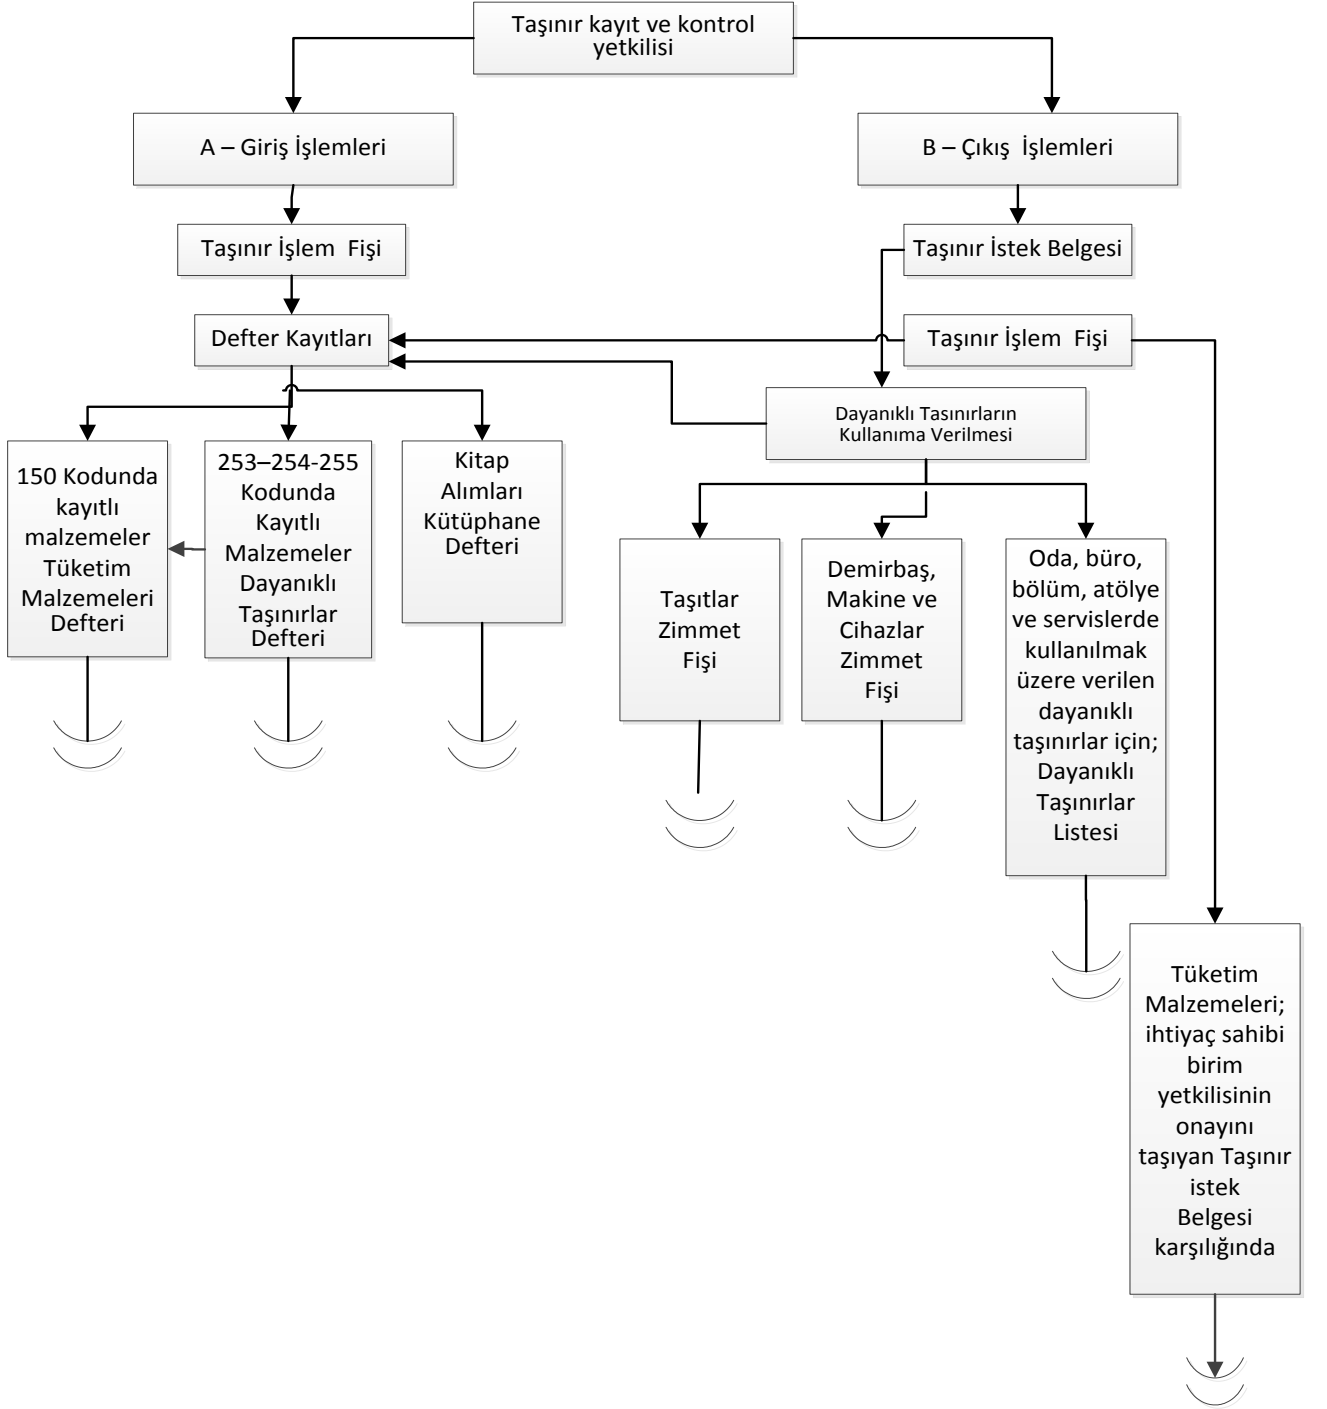 Taşınır kayıt ve kontrol
yetkilisi
A – Giriş İşlemleri
B – Çıkış  İşlemleri
Taşınır İşlem  Fişi
Taşınır İstek Belgesi
Defter Kayıtları
Taşınır İşlem  Fişi
Dayanıklı Tasınırların
Kullanıma Verilmesi
150 Kodunda
kayıtlı
malzemeler
Tüketim
Malzemeleri
Defteri
253–254-255
Kodunda
Kayıtlı
Malzemeler
Dayanıklı
Taşınırlar
Defteri
Kitap
Alımları
Kütüphane
Defteri
Taşıtlar
Zimmet
Fişi
Demirbaş,
Makine ve
Cihazlar
Zimmet
Fişi
Oda, büro,
bölüm, atölye
ve servislerde
kullanılmak
üzere verilen
dayanıklı
taşınırlar için;
Dayanıklı
Taşınırlar
Listesi
Tüketim
Malzemeleri;
ihtiyaç sahibi
birim
yetkilisinin
onayını
taşıyan Taşınır
istek
Belgesi
karşılığında